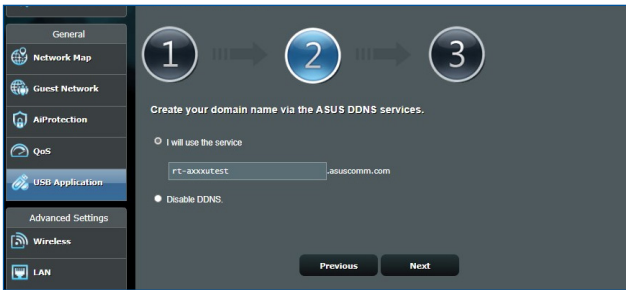 General
Network Map
Guest Network
AiProtection
QoS
USB Application
Advanced Settings
Wireless
LAN
1
2
3
Create your domain name via the ASUS DDNS services.
I will use the service
rt-axxxutest .asuscomm.com
Disable DDNS.
Previous Next